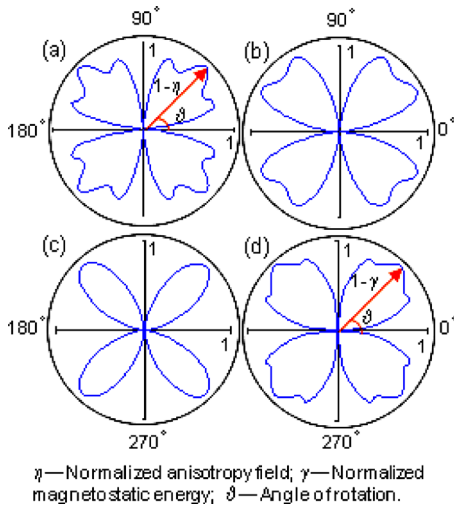 90°
(a)
1
1-η
ϑ
180°
1
(b)
1
0°
1
(c)
1
180°
1
270°
(d)
1
1-γ
ϑ
0°
1
270°
η—Normalized anisotropy field; γ—Normalized
magnetostatic energy; ϑ—Angle of rotation.